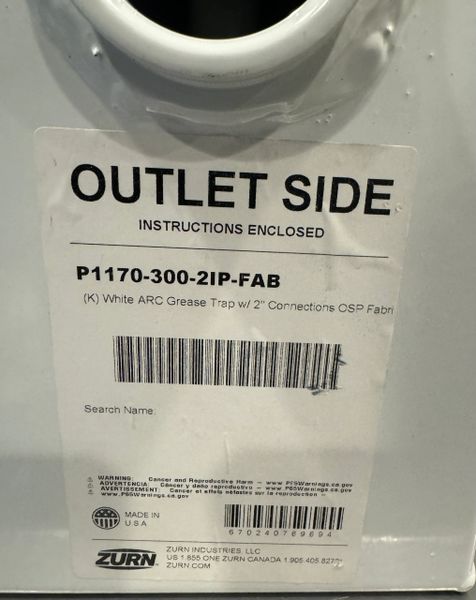 OUTLET SIDE
INSTRUCTIONS ENCLOSED
P1170-300-2IP-FAB
(K) White ARC Grease Trap w/ 2" Connections OSP Fabri
Search Name:
⚠ WARNING: Cancer and Reproductive Harm - www.P65Warnings.ca.gov
⚠ ADVERTENCIA: Cáncer y daño reproductivo - www.P65Warnings.ca.gov
⚠ AVERTISSEMENT: Cancer et effets néfastes sur la reproduction -
⚠ www.P65Warnings.ca.gov
MADE IN
U.S.A
670240769694
ZURN
ZURN INDUSTRIES, LLC
US 1.855.ONE ZURN CANADA 1.905.405.8272
ZURN.COM